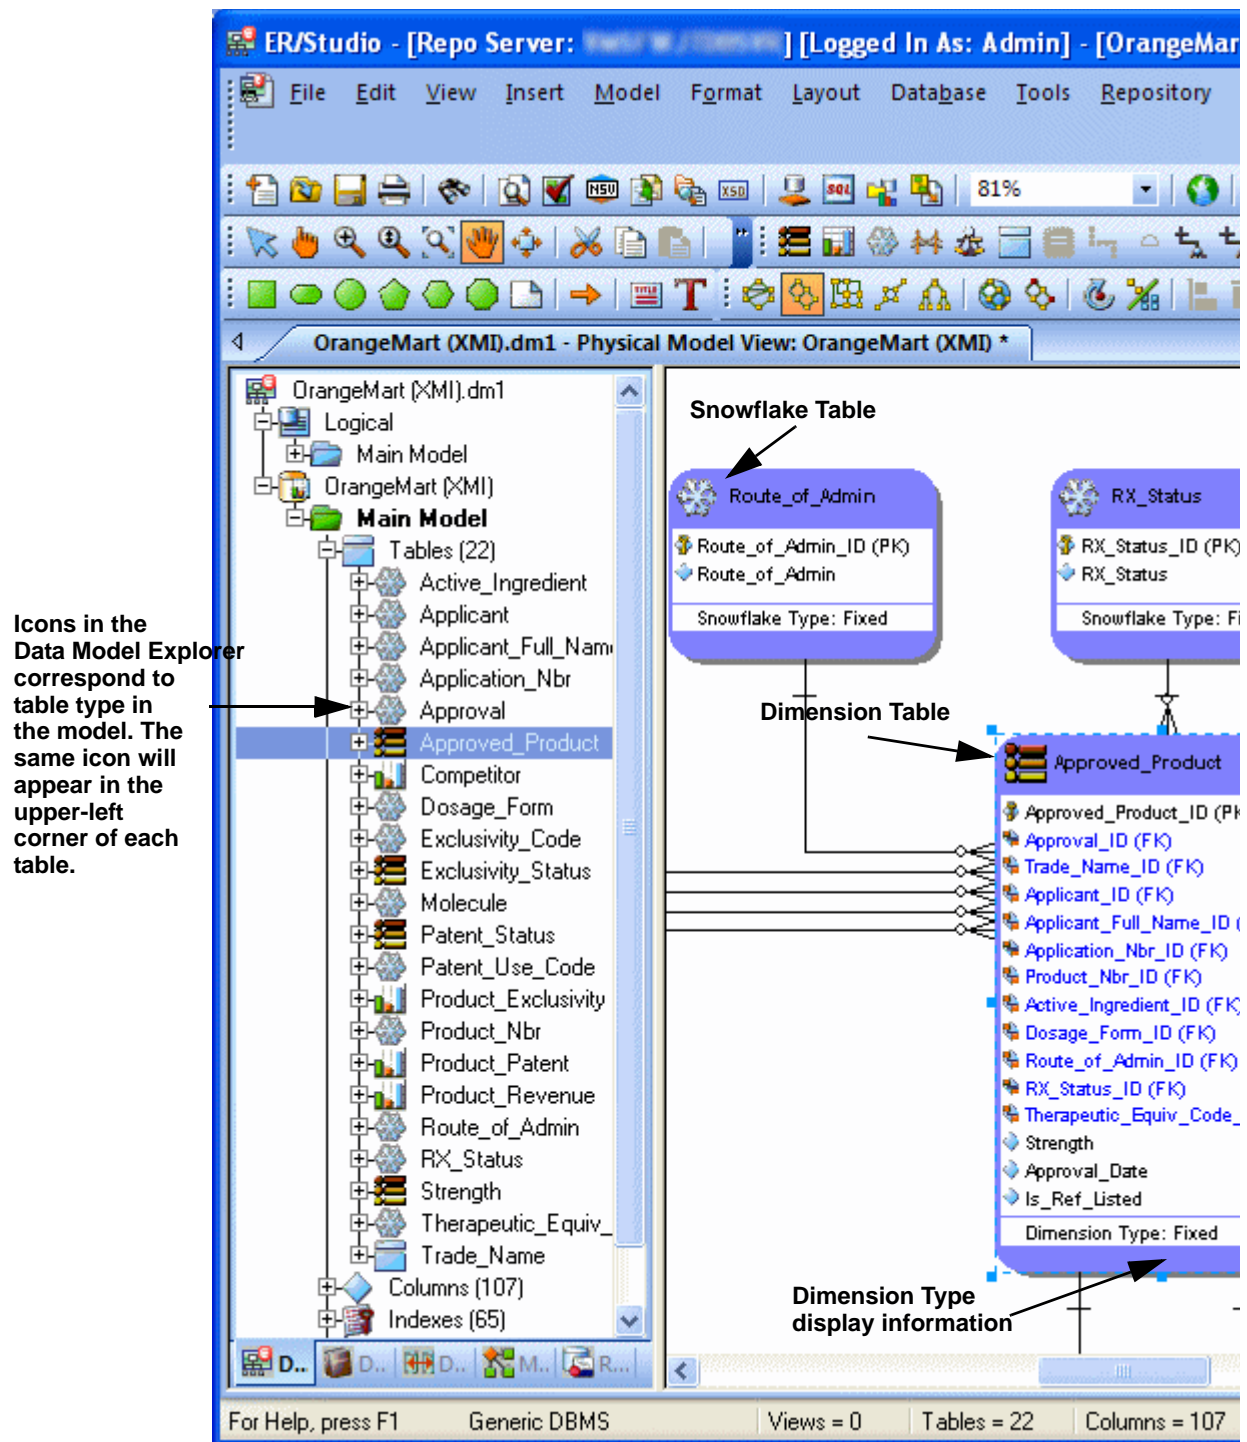 ER/Studio - [Repo Server: ] [Logged In As: Admin] - [OrangeMar
File Edit View Insert Model Format Layout Database Tools Repository
NSU XSD SQL 81%
TITLE T
OrangeMart (XMI).dm1 - Physical Model View: OrangeMart (XMI) *
OrangeMart (XMI).dm1
Logical
Main Model
OrangeMart (XMI)
Main Model
Tables (22)
Active_Ingredient
Applicant
Applicant_Full_Nam
Application_Nbr
Approval
Approved_Product
Competitor
Dosage_Form
Exclusivity_Code
Exclusivity_Status
Molecule
Patent_Status
Patent_Use_Code
Product_Exclusivity
Product_Nbr
Product_Patent
Product_Revenue
Route_of_Admin
RX_Status
Strength
Therapeutic_Equiv_
Trade_Name
Columns (107)
Indexes (65)
D.. D.. D.. M.. R...
Icons in the
Data Model Explorer
correspond to
table type in
the model. The
same icon will
appear in the
upper-left
corner of each
table.
Snowflake Table
Route_of_Admin
Route_of_Admin_ID (PK)
Route_of_Admin
Snowflake Type: Fixed
RX_Status
RX_Status_ID (PK)
RX_Status
Snowflake Type: Fi
Dimension Table
Approved_Product
Approved_Product_ID (PK
Approval_ID (FK)
Trade_Name_ID (FK)
Applicant_ID (FK)
Applicant_Full_Name_ID (
Application_Nbr_ID (FK)
Product_Nbr_ID (FK)
Active_Ingredient_ID (FK)
Dosage_Form_ID (FK)
Route_of_Admin_ID (FK)
RX_Status_ID (FK)
Therapeutic_Equiv_Code_
Strength
Approval_Date
Is_Ref_Listed
Dimension Type: Fixed
Dimension Type
display information
For Help, press F1 Generic DBMS Views = 0 Tables = 22 Columns = 107